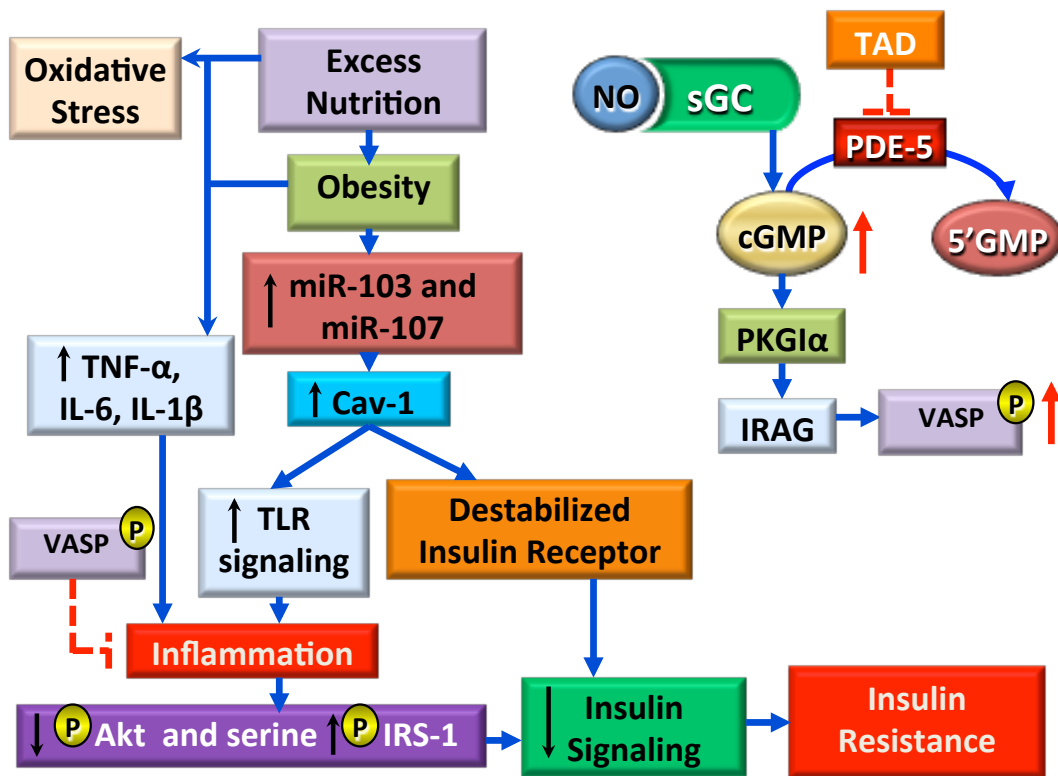 Oxidative
Stress
Excess
Nutrition
Obesity
↑ miR-103 and
miR-107
↑ TNF-α,
IL-6, IL-1β
↑ Cav-1
↑ TLR
signaling
Destabilized
Insulin Receptor
VASP P
Inflammation
↓ P Akt and serine ↑ P IRS-1
↓ Insulin
Signaling
Insulin
Resistance
TAD
NO sGC
PDE-5
cGMP ↑
5’GMP
PKGIα
IRAG
VASP P ↑